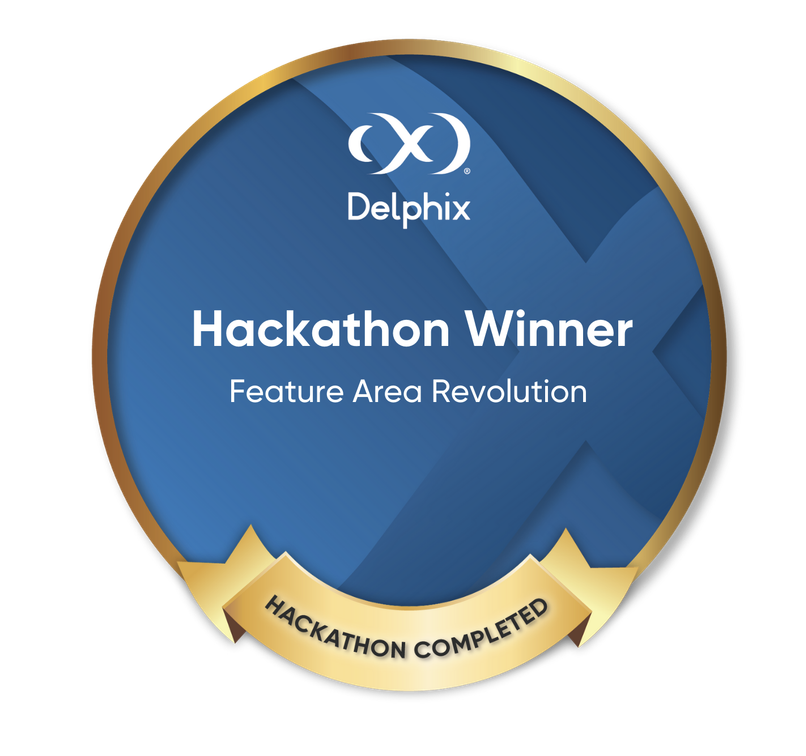 ®
Delphix
Hackathon Winner
Feature Area Revolution
HACKATHON COMPLETED